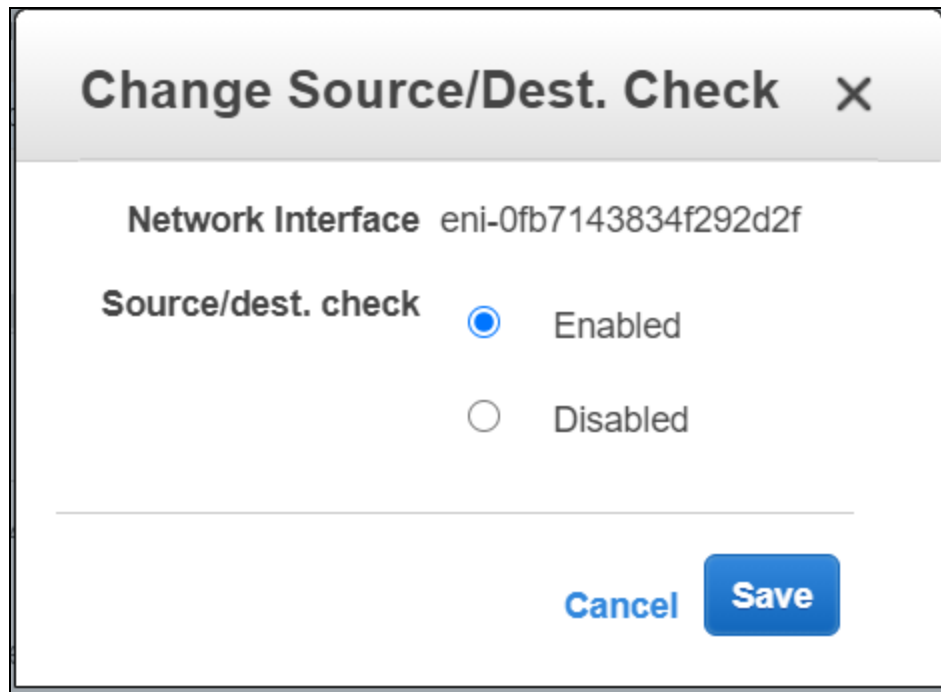 Change Source/Dest. Check ×
Network Interface eni-0fb7143834f292d2f
Source/dest. check Enabled
Disabled
Cancel Save